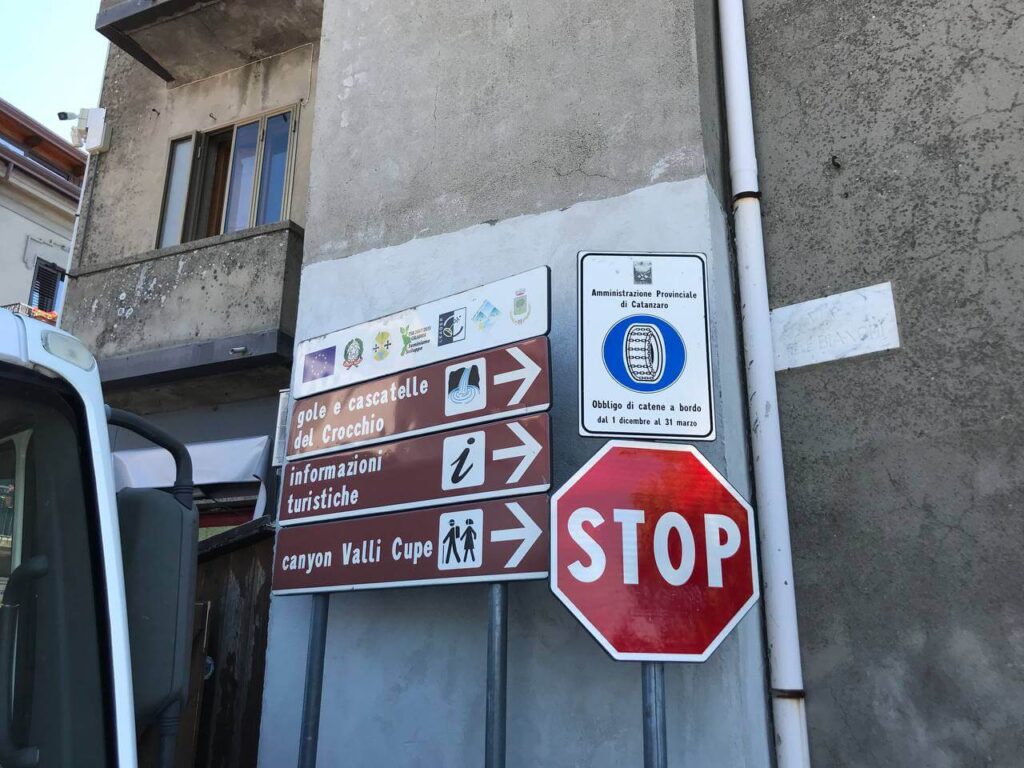 gole e cascatelle
del Crocchio
informazioni
turistiche
i
canyon Valli Cupe
Amministrazione Provinciale
di Catanzaro
Obbligo di catene a bordo
dal 1 dicembre al 31 marzo
STOP